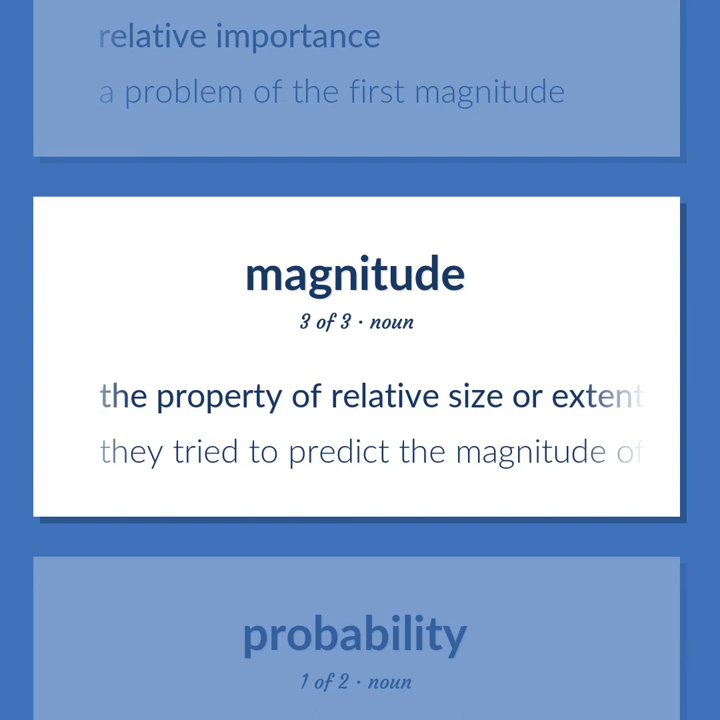 relative importance
a problem of the first magnitude
magnitude
3 of 3 · noun
the property of relative size or extent
they tried to predict the magnitude of
probability
1 of 2 · noun